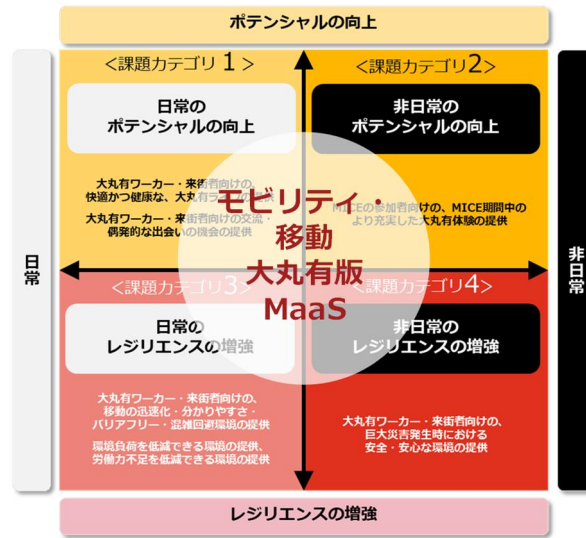 ポテンシャルの向上
<課題カテゴリ 1 >
<課題カテゴリ2>
日常の
ポテンシャルの向上
非日常の
ポテンシャルの向上
大丸有ワーカー・来街者向けの、
快適かつ健康な、大丸有ライフの提供
大丸有ワーカー・来街者向けの交流・
偶発的な出会いの機会の提供
MICEの参加者向けの、MICE期間中の
より充実した大丸有体験の提供
モビリティ・
移動
大丸有版
MaaS
日常
非日常
<課題カテゴリ3>
<課題カテゴリ4>
日常の
レジリエンスの増強
非日常の
レジリエンスの増強
大丸有ワーカー・来街者向けの、
移動の迅速化・分かりやすさ・
バリアフリー・混雑回避環境の提供
環境負荷を低減できる環境の提供、
労働力不足を低減できる環境の提供
大丸有ワーカー・来街者向けの、
巨大災害発生時における
安全・安心な環境の提供
レジリエンスの増強